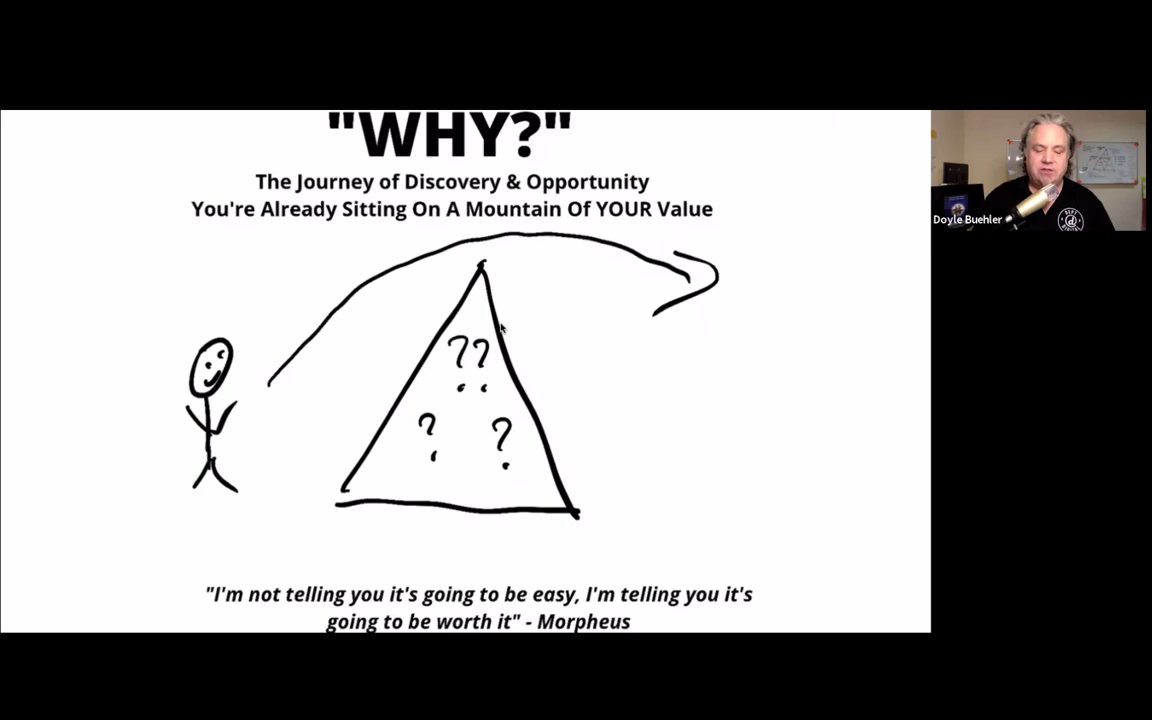 "WHY?"
The Journey of Discovery & Opportunity
You're Already Sitting On A Mountain Of YOUR Value
Doyle Buehler
??
? ?
"I'm not telling you it's going to be easy, I'm telling you it's
going to be worth it" - Morpheus